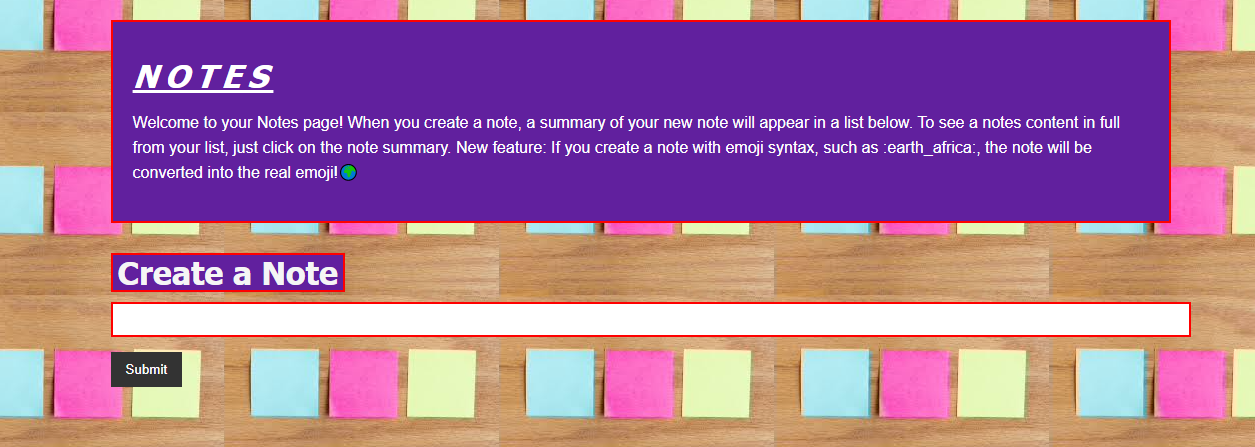 NOTES
Welcome to your Notes page! When you create a note, a summary of your new note will appear in a list below. To see a notes content in full
from your list, just click on the note summary. New feature: If you create a note with emoji syntax, such as :earth_africa:, the note will be
converted into the real emoji!🌍
Create a Note
Submit